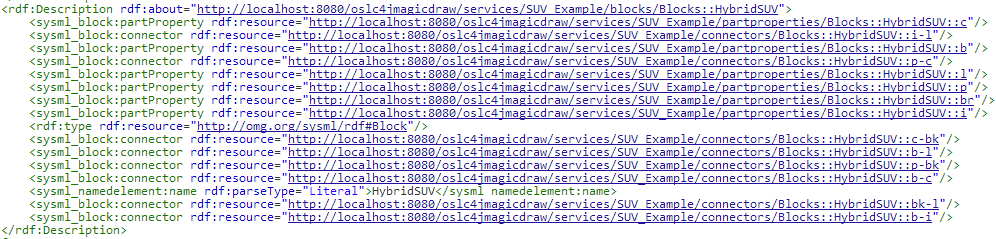 <rdf:Description rdf:about="http://localhost:8080/oslc4jmagicdraw/services/SUV_Example/blocks/Blocks::HybridSUV">
<sysml_block:partProperty rdf:resource="http://localhost:8080/oslc4jmagicdraw/services/SUV_Example/partproperties/Blocks::HybridSUV::c"/>
<sysml_block:connector rdf:resource="http://localhost:8080/oslc4jmagicdraw/services/SUV_Example/connectors/Blocks::HybridSUV::i-l"/>
<sysml_block:partProperty rdf:resource="http://localhost:8080/oslc4jmagicdraw/services/SUV_Example/partproperties/Blocks::HybridSUV::b"/>
<sysml_block:connector rdf:resource="http://localhost:8080/oslc4jmagicdraw/services/SUV_Example/connectors/Blocks::HybridSUV::p-c"/>
<sysml_block:partProperty rdf:resource="http://localhost:8080/oslc4jmagicdraw/services/SUV_Example/partproperties/Blocks::HybridSUV::l"/>
<sysml_block:partProperty rdf:resource="http://localhost:8080/oslc4jmagicdraw/services/SUV_Example/partproperties/Blocks::HybridSUV::p"/>
<sysml_block:partProperty rdf:resource="http://localhost:8080/oslc4jmagicdraw/services/SUV_Example/partproperties/Blocks::HybridSUV::br"/>
<sysml_block:partProperty rdf:resource="http://localhost:8080/oslc4jmagicdraw/services/SUV_Example/partproperties/Blocks::HybridSUV::i"/>
<rdf:type rdf:resource="http://omg.org/sysml/rdf#Block"/>
<sysml_block:connector rdf:resource="http://localhost:8080/oslc4jmagicdraw/services/SUV_Example/connectors/Blocks::HybridSUV::c-bk"/>
<sysml_block:connector rdf:resource="http://localhost:8080/oslc4jmagicdraw/services/SUV_Example/connectors/Blocks::HybridSUV::b-l"/>
<sysml_block:connector rdf:resource="http://localhost:8080/oslc4jmagicdraw/services/SUV_Example/connectors/Blocks::HybridSUV::p-bk"/>
<sysml_block:connector rdf:resource="http://localhost:8080/oslc4jmagicdraw/services/SUV_Example/connectors/Blocks::HybridSUV::b-c"/>
<sysml_namedelement:name rdf:parseType="Literal">HybridSUV</sysml_namedelement:name>
<sysml_block:connector rdf:resource="http://localhost:8080/oslc4jmagicdraw/services/SUV_Example/connectors/Blocks::HybridSUV::bk-l"/>
<sysml_block:connector rdf:resource="http://localhost:8080/oslc4jmagicdraw/services/SUV_Example/connectors/Blocks::HybridSUV::b-i"/>
</rdf:Description>